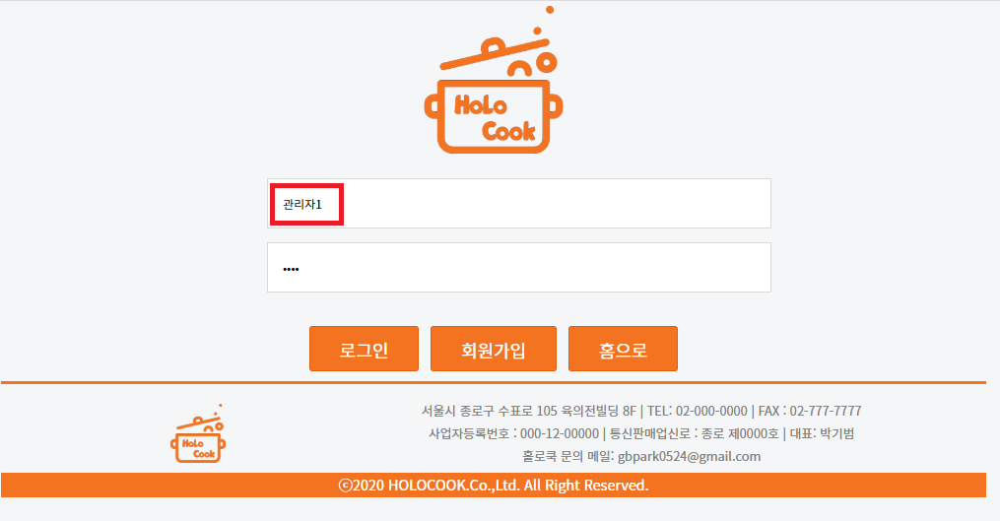 HoLo
Cook
관리자1
••••
로그인 회원가입 홈으로
서울시 종로구 수표로 105 육의전빌딩 8F | TEL: 02-000-0000 | FAX : 02-777-7777
사업자등록번호 : 000-12-00000 | 통신판매업신로 : 종로 제0000호 | 대표: 박기범
홀로쿡 문의 메일: gbpark0524@gmail.com
HoLo
Cook
ⓒ2020 HOLOCOOK.Co.,Ltd. All Right Reserved.